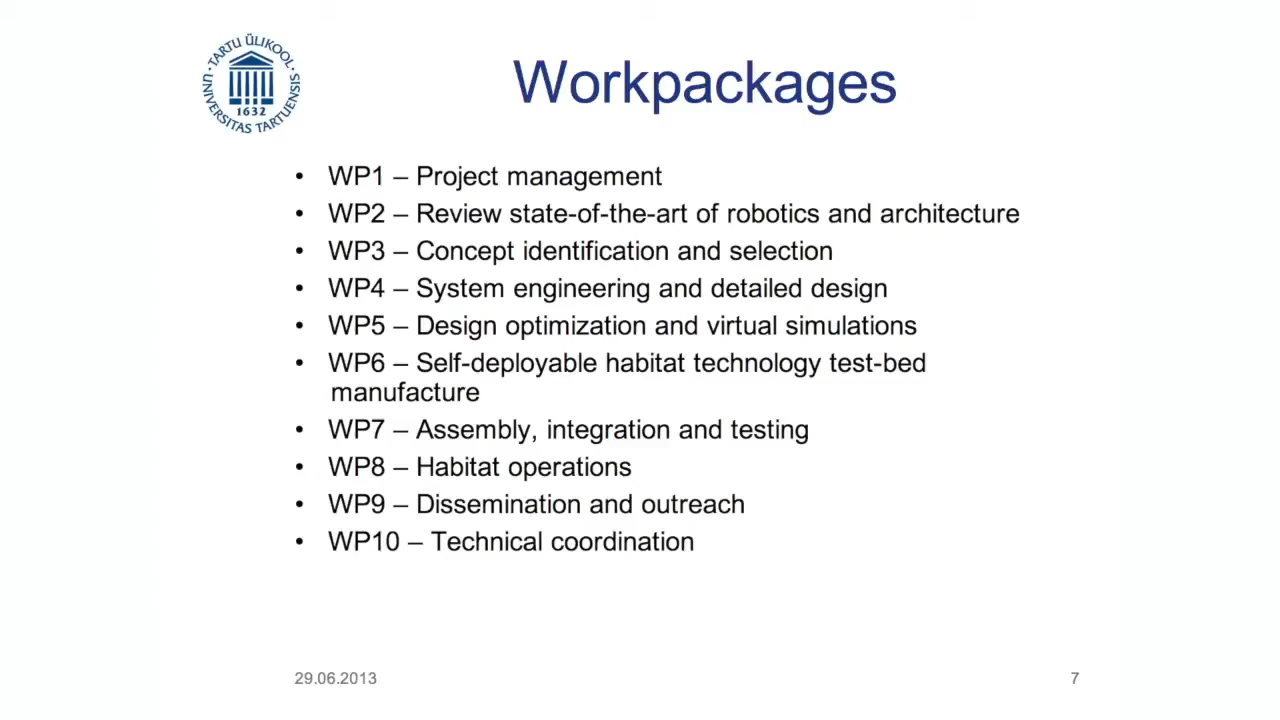 TARTU ÜLIKOOL
UNIVERSITAS TARTUENSIS
1632
Workpackages
• WP1 – Project management
• WP2 – Review state-of-the-art of robotics and architecture
• WP3 – Concept identification and selection
• WP4 – System engineering and detailed design
• WP5 – Design optimization and virtual simulations
• WP6 – Self-deployable habitat technology test-bed
manufacture
• WP7 – Assembly, integration and testing
• WP8 – Habitat operations
• WP9 – Dissemination and outreach
• WP10 – Technical coordination
29.06.2013
7